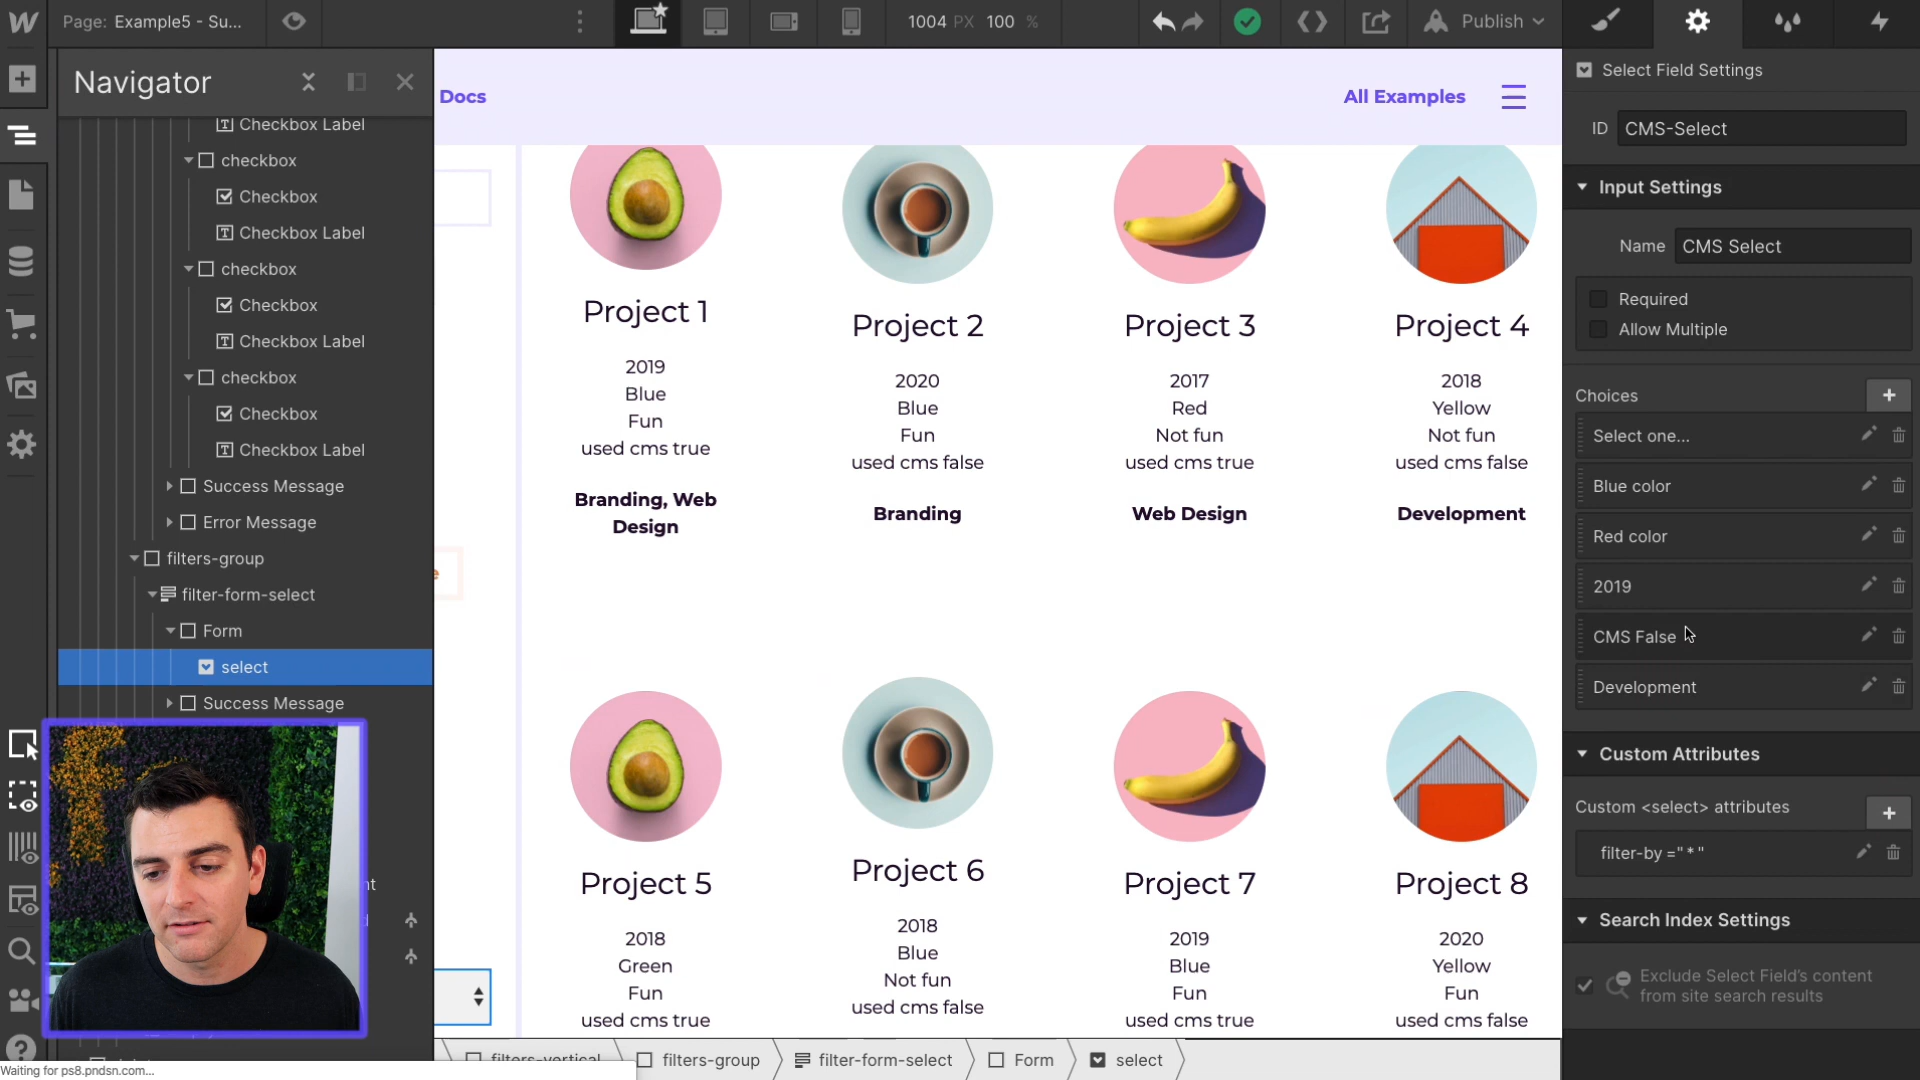 Page: Example5 - Su...
1004 PX 100 %
Publish
Navigator
Checkbox Label
checkbox
Checkbox
Checkbox Label
checkbox
Checkbox
Checkbox Label
checkbox
Checkbox
Checkbox Label
Success Message
Error Message
filters-group
filter-form-select
Form
select
Success Message
Docs
All Examples
Project 1
2019
Blue
Fun
used cms true
Branding, Web
Design
Project 2
2020
Blue
Fun
used cms false
Branding
Project 3
2017
Red
Not fun
used cms true
Web Design
Project 4
2018
Yellow
Not fun
used cms false
Development
Project 5
2018
Green
Fun
used cms true
Project 6
2018
Blue
Not fun
used cms false
Project 7
2019
Blue
Fun
used cms true
Project 8
2020
Yellow
Fun
used cms false
Select Field Settings
ID CMS-Select
Input Settings
Name CMS Select
Required
Allow Multiple
Choices
Select one...
Blue color
Red color
2019
CMS False
Development
Custom Attributes
Custom <select> attributes
filter-by ="*"
Search Index Settings
Exclude Select Field's content
from site search results
filters-vertical filters-group filter-form-select Form select
Waiting for ps8.pndsn.com...